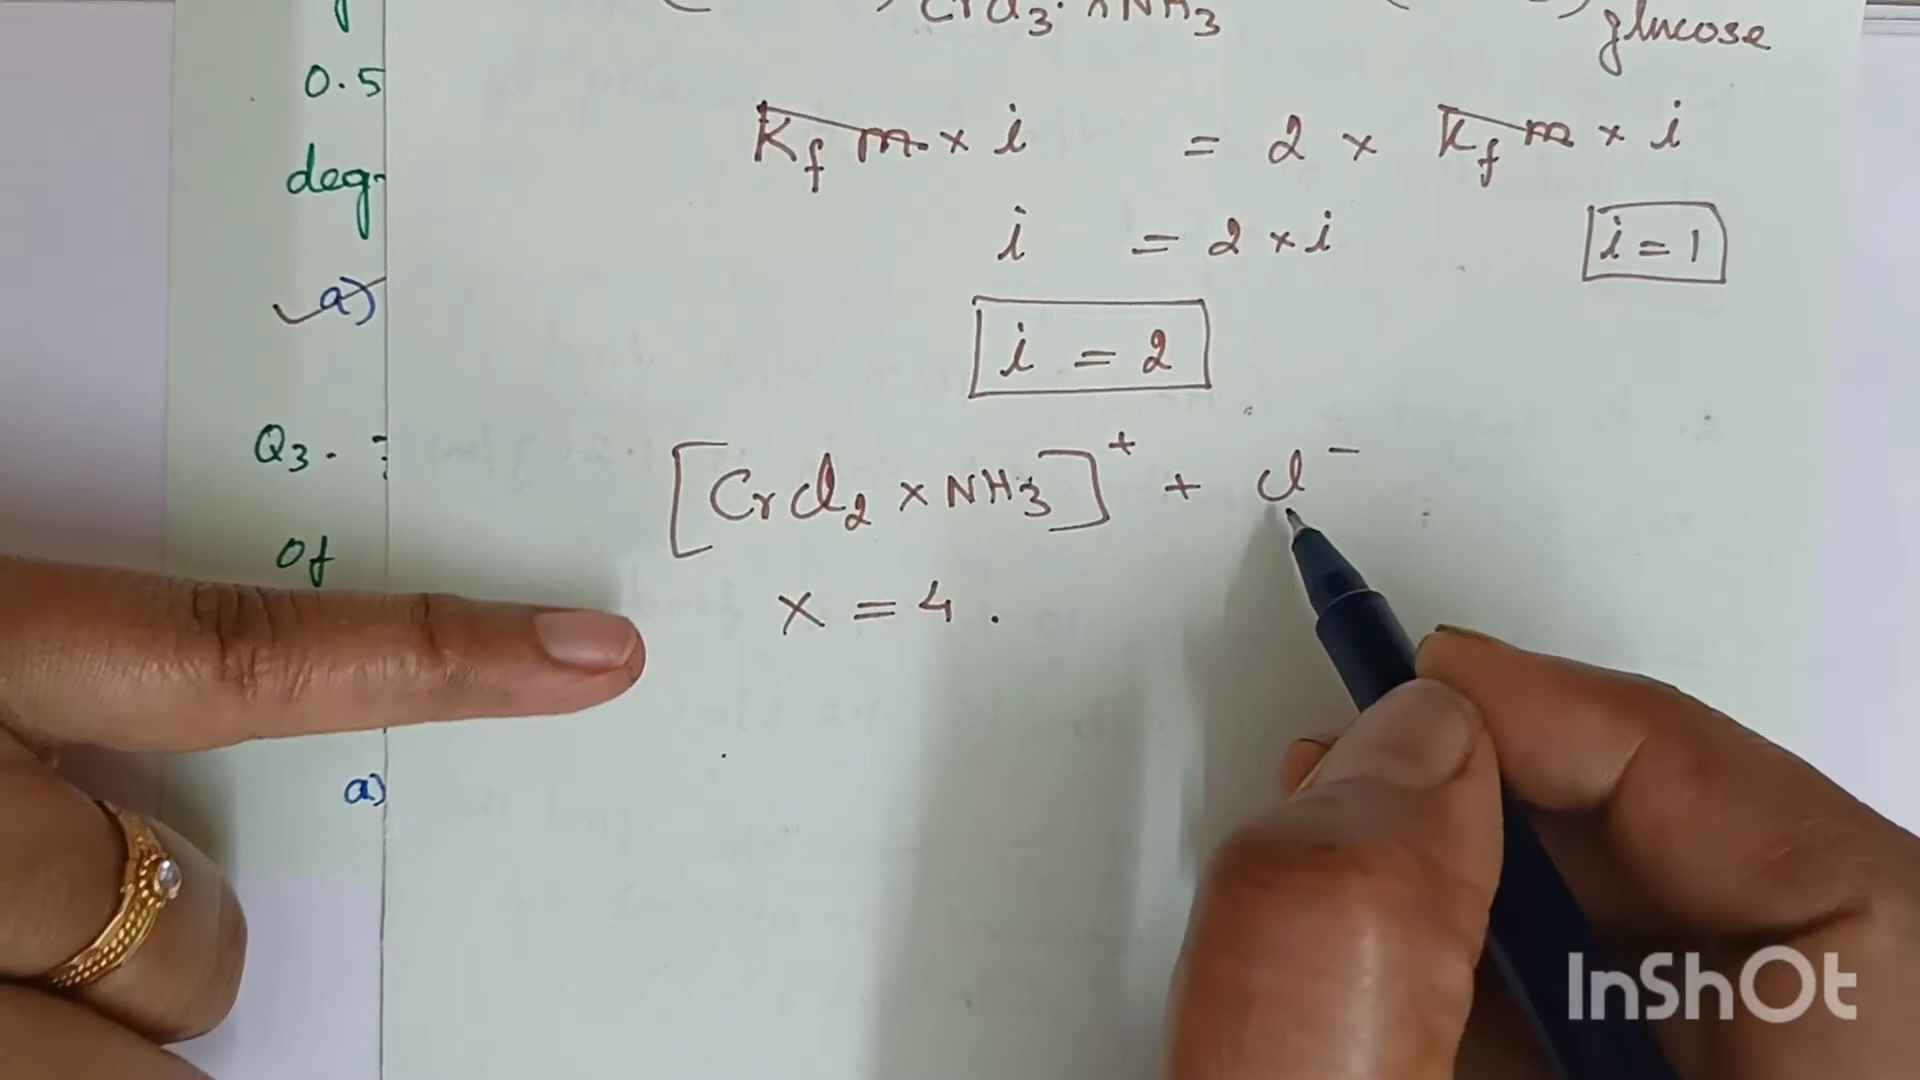 CrCl3. xNH3
glucose
0.5
Kf m × i = 2 × Kf m × i
deg-
i = 2 × i
i = 1
a)
i = 2
Q3. ?
[CrCl2 xNH3]+ + Cl-
Of
x = 4.
a)
InShOt